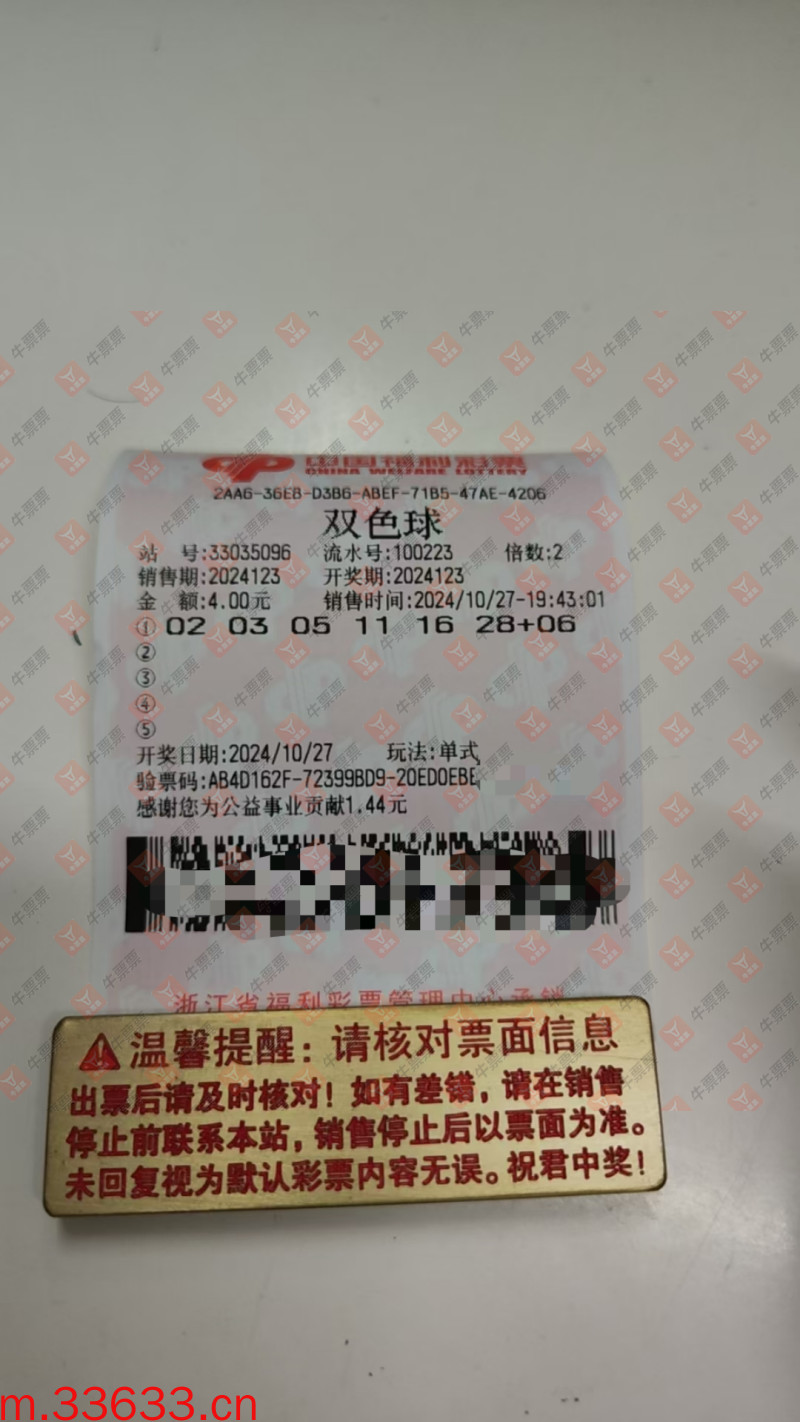 中国福利彩票
CHINA WELFARE LOTTERY
2AA6-36EB-D3B6-ABEF-71B5-47AE-4206
双色球
站 号:33035096 流水号:100223 倍数:2
销售期:2024123 开奖期:2024123
金 额:4.00元 销售时间:2024/10/27-19:43:01
① 02 03 05 11 16 28+06
②
③
④
⑤
开奖日期:2024/10/27 玩法:单式
验票码:AB4D162F-72399BD9-20ED0EBE
感谢您为公益事业贡献1.44元
浙江省福利彩票管理中心承销
温馨提醒：请核对票面信息
出票后请及时核对！如有差错，请在销售
停止前联系本站，销售停止后以票面为准。
未回复视为默认彩票内容无误。祝君中奖！
牛票票
m.33633.cn